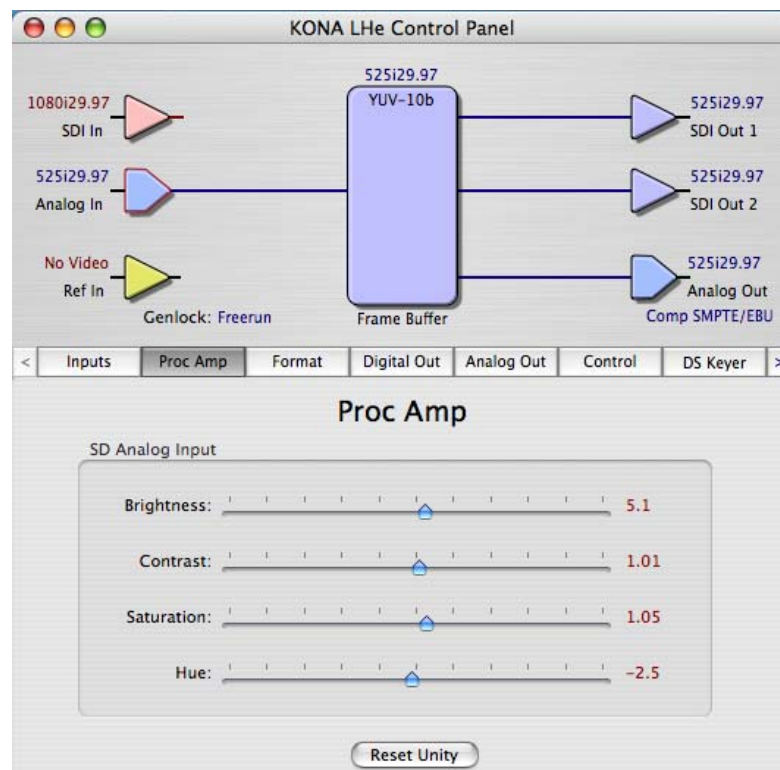 KONA LHe Control Panel
1080i29.97
SDI In
525i29.97
Analog In
No Video
Ref In
Genlock: Freerun
525i29.97
YUV-10b
Frame Buffer
525i29.97
SDI Out 1
525i29.97
SDI Out 2
525i29.97
Analog Out
Comp SMPTE/EBU
< Inputs Proc Amp Format Digital Out Analog Out Control DS Keyer >
Proc Amp
SD Analog Input
Brightness: 5.1
Contrast: 1.01
Saturation: 1.05
Hue: -2.5
Reset Unity